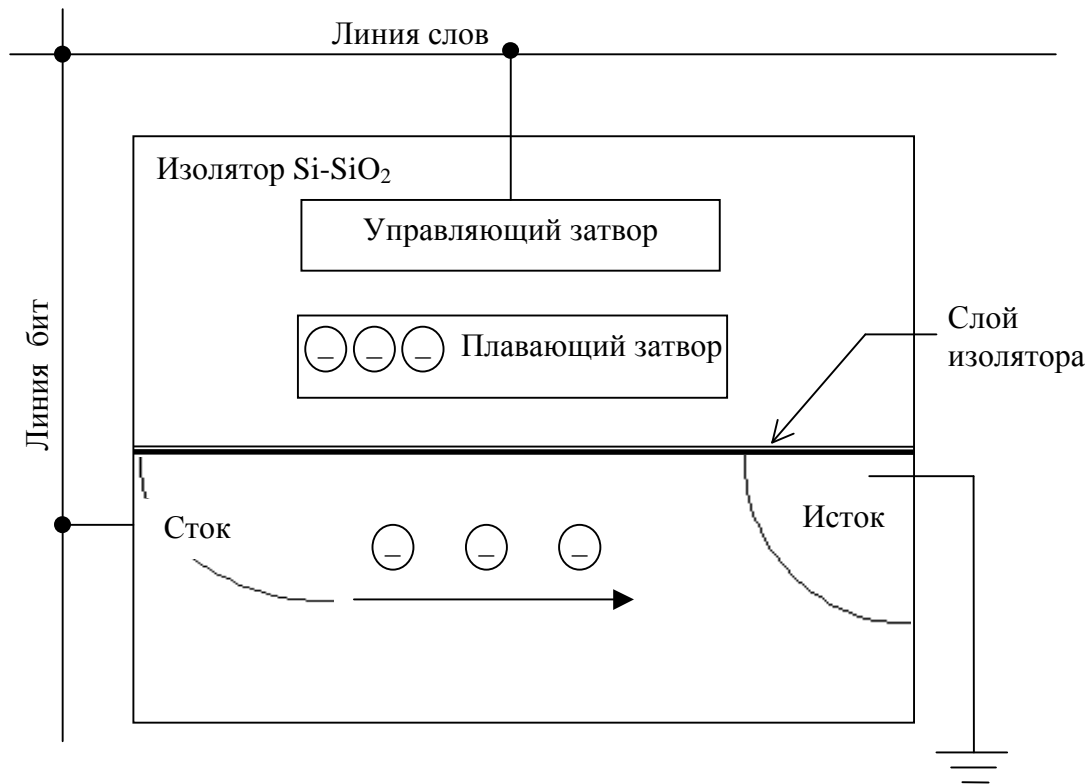 Линия слов
Изолятор Si-SiO₂
Управляющий затвор
Плавающий затвор
Слой
изолятора
Линия бит
Сток
Исток